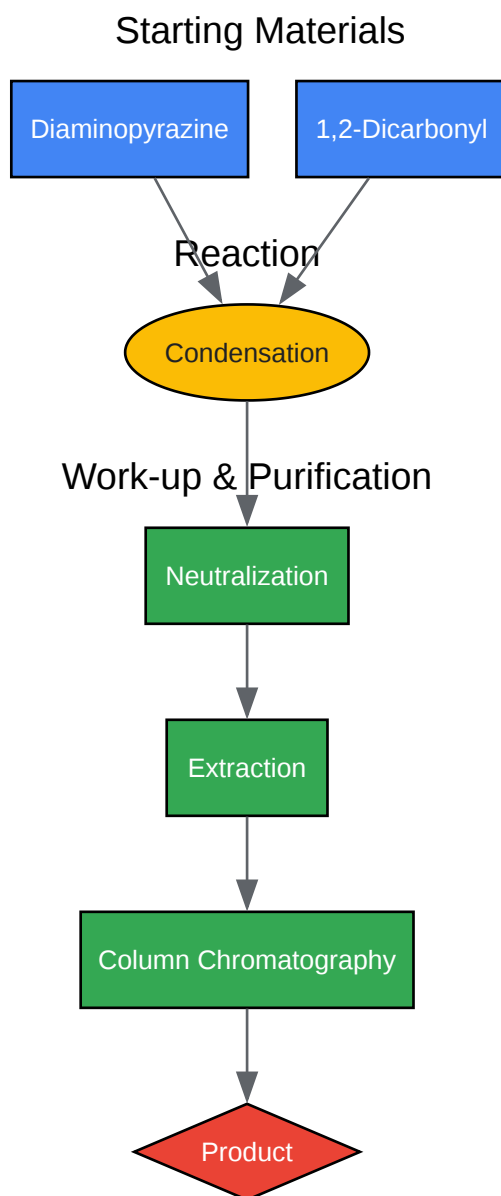 Starting Materials
Diaminopyrazine
1,2-Dicarbonyl
Reaction
Condensation
Work-up & Purification
Neutralization
Extraction
Column Chromatography
Product